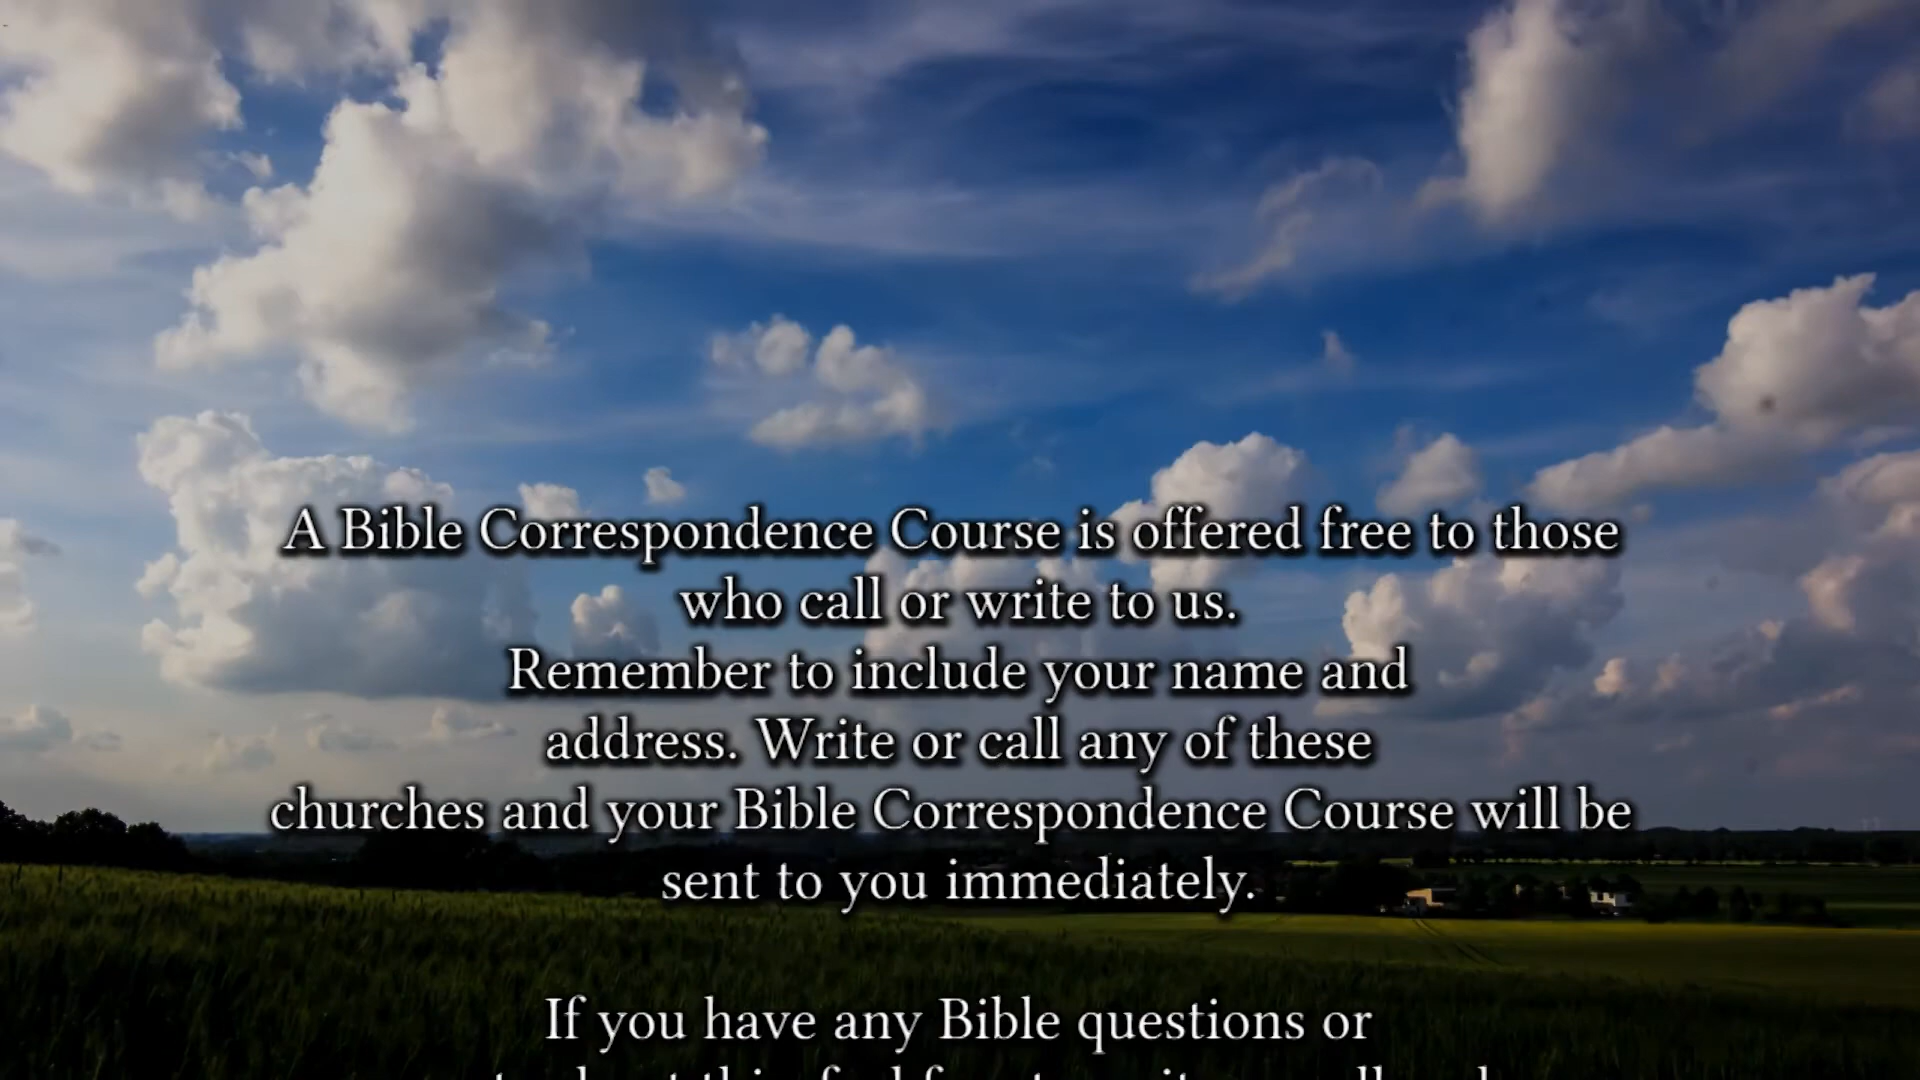 A Bible Correspondence Course is offered free to those
who call or write to us.
Remember to include your name and
address. Write or call any of these
churches and your Bible Correspondence Course will be
sent to you immediately.
If you have any Bible questions or